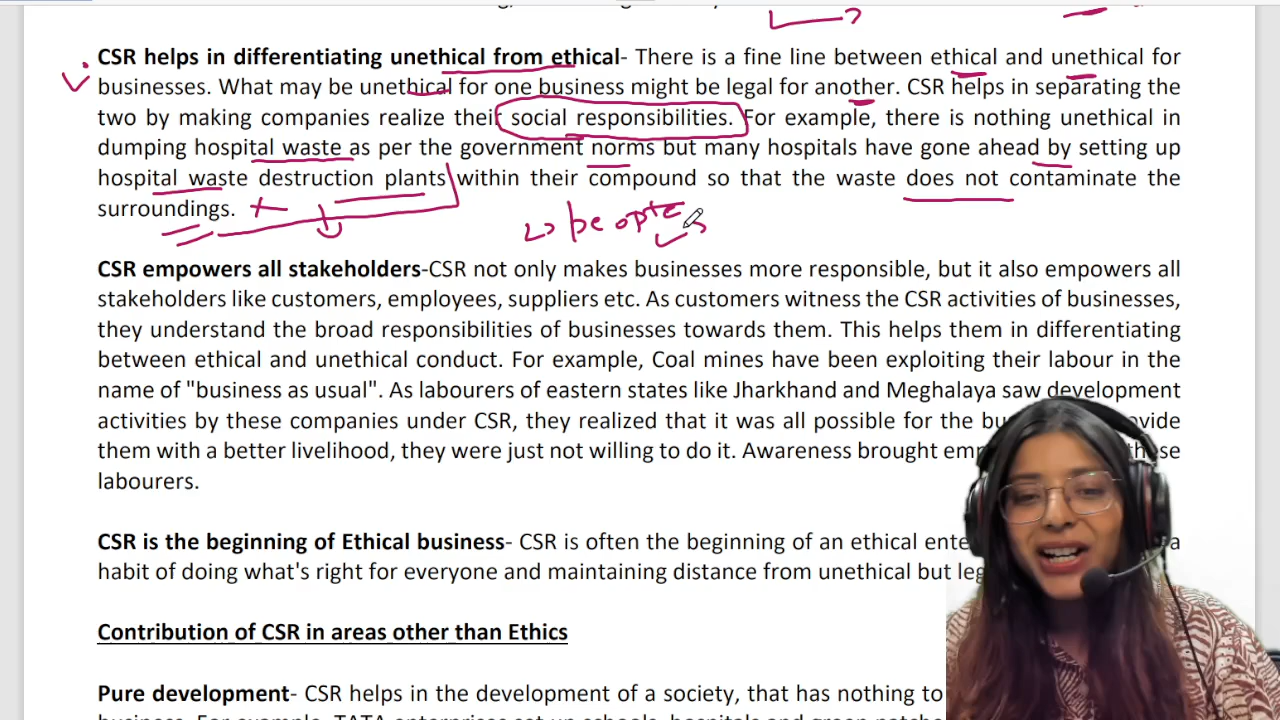 CSR helps in differentiating unethical from ethical- There is a fine line between ethical and unethical for
businesses. What may be unethical for one business might be legal for another. CSR helps in separating the
two by making companies realize their social responsibilities. For example, there is nothing unethical in
dumping hospital waste as per the government norms but many hospitals have gone ahead by setting up
hospital waste destruction plants within their compound so that the waste does not contaminate the
surroundings.
be opte
CSR empowers all stakeholders-CSR not only makes businesses more responsible, but it also empowers all
stakeholders like customers, employees, suppliers etc. As customers witness the CSR activities of businesses,
they understand the broad responsibilities of businesses towards them. This helps them in differentiating
between ethical and unethical conduct. For example, Coal mines have been exploiting their labour in the
name of "business as usual". As labourers of eastern states like Jharkhand and Meghalaya saw development
activities by these companies under CSR, they realized that it was all possible for the
them with a better livelihood, they were just not willing to do it. Awareness brought
labourers.
CSR is the beginning of Ethical business- CSR is often the beginning of an ethical a
habit of doing what's right for everyone and maintaining distance from unethical but
Contribution of CSR in areas other than Ethics
Pure development- CSR helps in the development of a society, that has nothing to